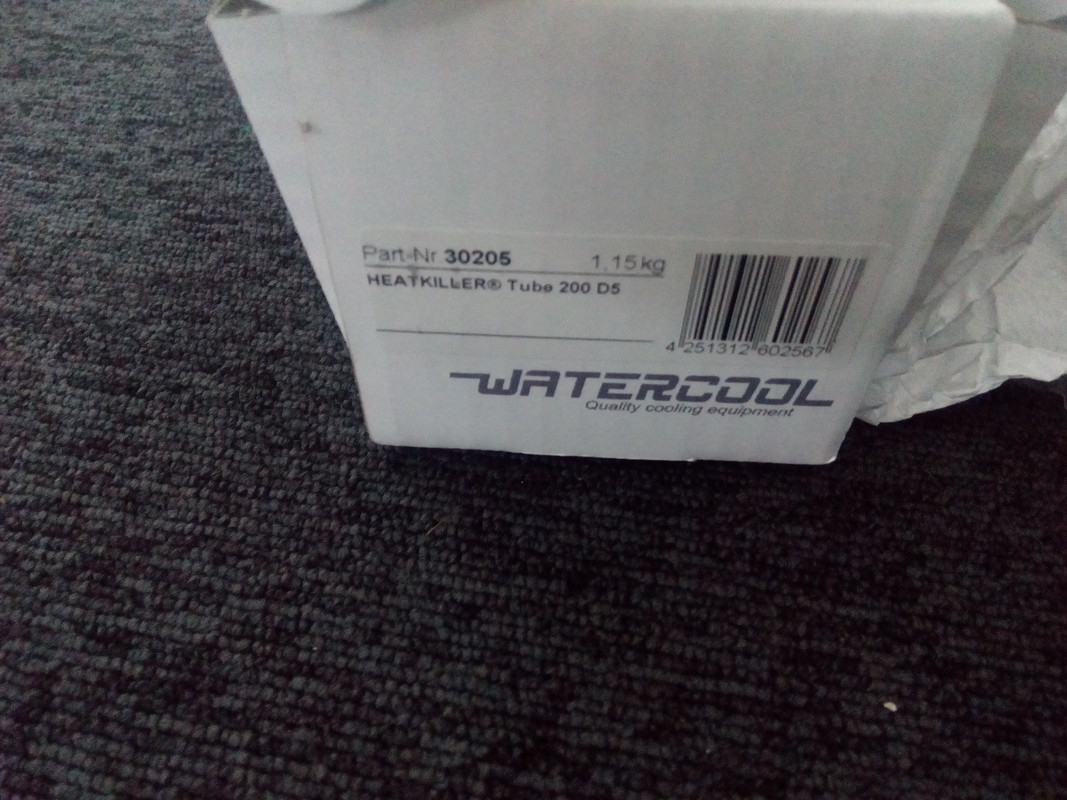 Part-Nr 30205 1,15 kg
HEATKILLER® Tube 200 D5
4 251312 602567
WATERCOOL
Quality cooling equipment